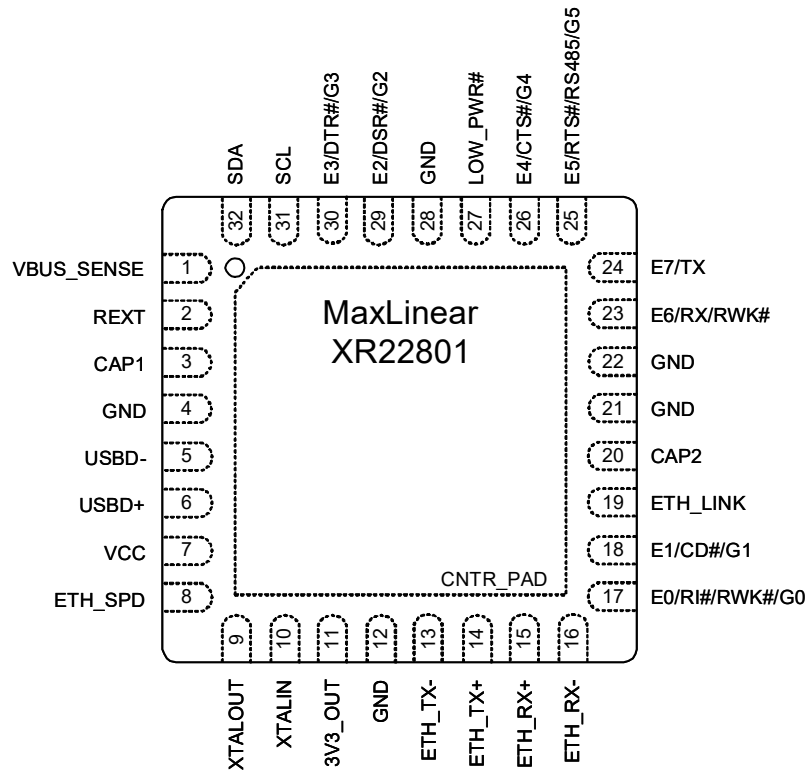 SDA
SCL
E3/DTR#/G3
E2/DSR#/G2
GND
LOW_PWR#
E4/CTS#/G4
E5/RTS#/RS485/G5
32
31
30
29
28
27
26
25
VBUS_SENSE 1
REXT 2
CAP1 3
GND 4
USBD- 5
USBD+ 6
VCC 7
ETH_SPD 8
MaxLinear
XR22801
CNTR_PAD
24 E7/TX
23 E6/RX/RWK#
22 GND
21 GND
20 CAP2
19 ETH_LINK
18 E1/CD#/G1
17 E0/RI#/RWK#/G0
9
10
11
12
13
14
15
16
XTALOUT
XTALIN
3V3_OUT
GND
ETH_TX-
ETH_TX+
ETH_RX+
ETH_RX-